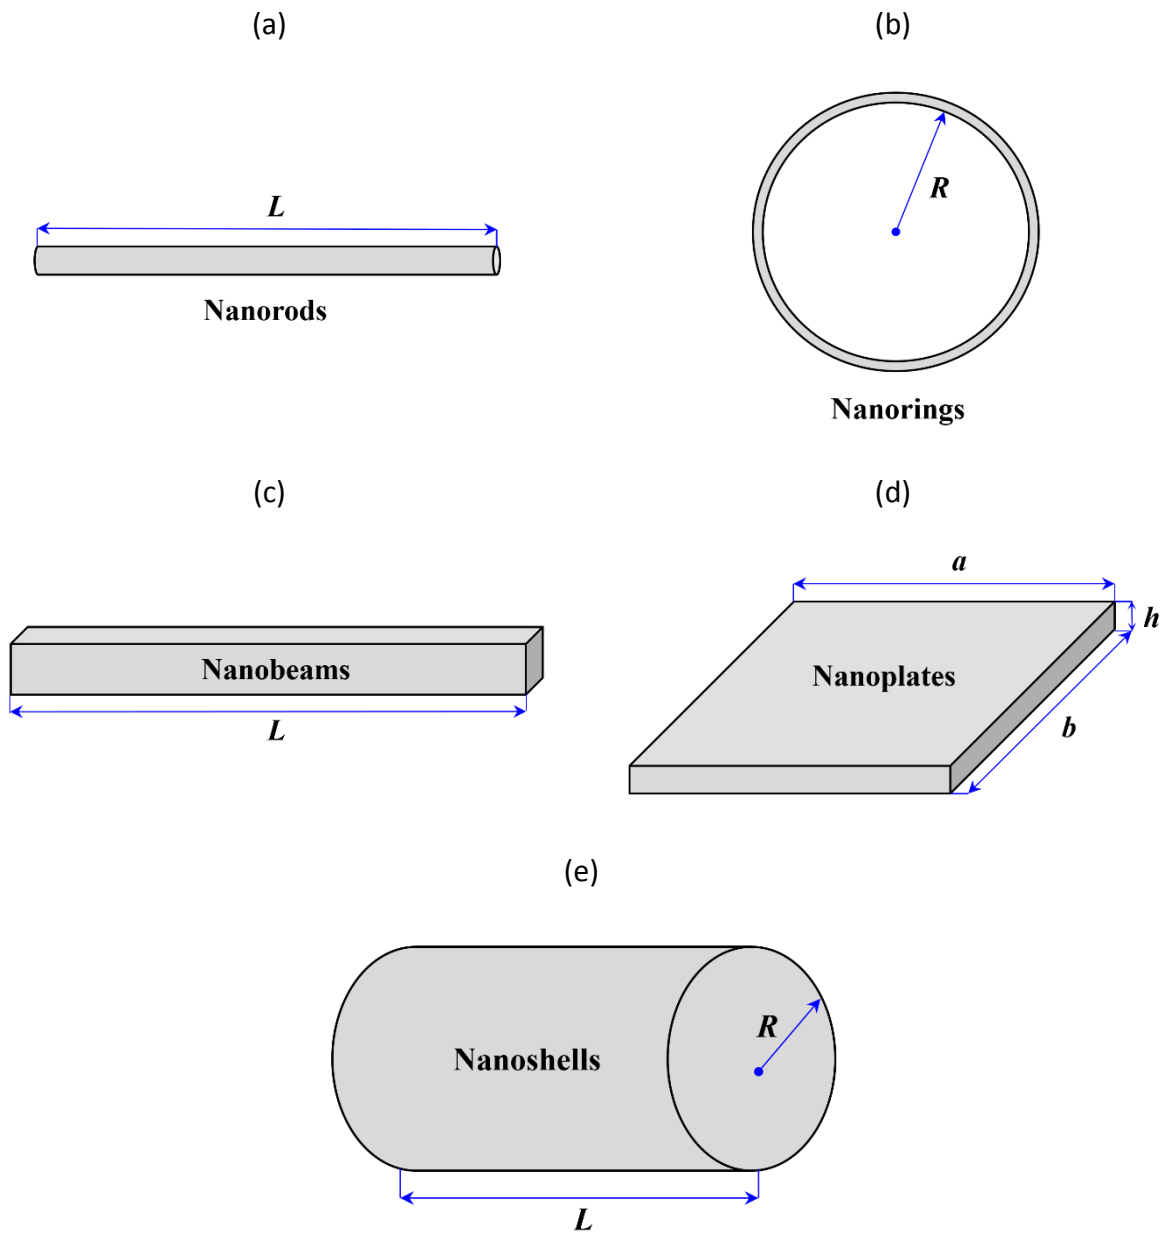 (a)
(b)
L
R
Nanorods
Nanorings
(c)
(d)
a
h
Nanobeams
Nanoplates
b
L
(e)
R
Nanoshells
L